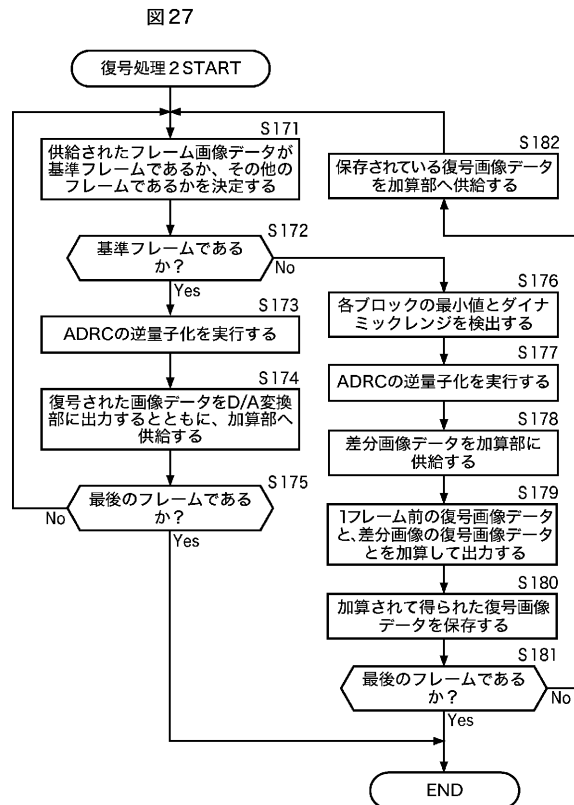 図27
復号処理2START
S171
供給されたフレーム画像データが
基準フレームであるか、その他の
フレームであるかを決定する
S172
基準フレームである
か?
No
Yes
S173
ADRCの逆量子化を実行する
S174
復号された画像データをD/A変換
部に出力するとともに、加算部へ
供給する
S175
最後のフレームである
か?
No
Yes
S182
保存されている復号画像データ
を加算部へ供給する
S176
各ブロックの最小値とダイナ
ミックレンジを検出する
S177
ADRCの逆量子化を実行する
S178
差分画像データを加算部に
供給する
S179
1フレーム前の復号画像データ
と、差分画像の復号画像データ
とを加算して出力する
S180
加算されて得られた復号画像
データを保存する
S181
最後のフレームである
か?
No
Yes
END